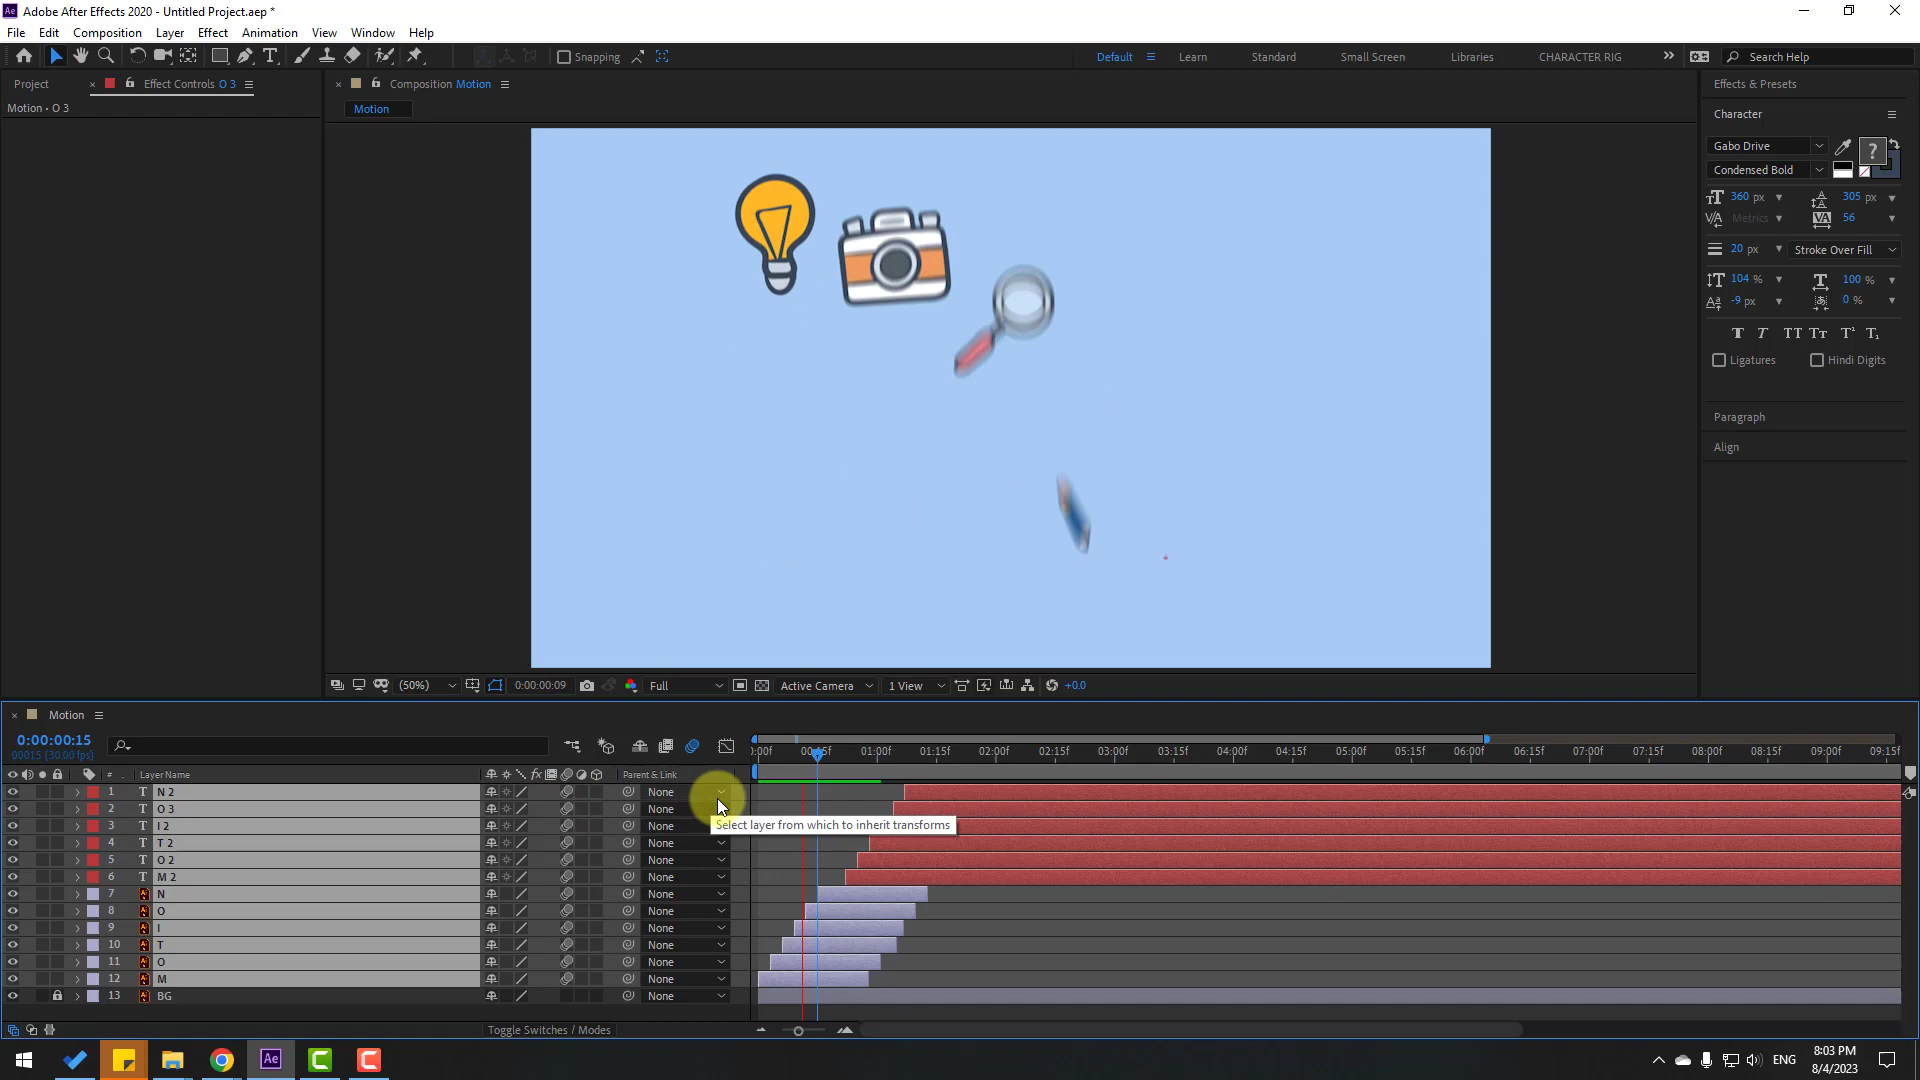 Adobe After Effects 2020 - Untitled Project.aep *
File Edit Composition Layer Effect Animation View Window Help
Snapping Default Learn Standard Small Screen Libraries CHARACTER RIG Search Help
Project Effect Controls O 3
Motion • O 3
Composition Motion
Motion
Effects & Presets
Character
Gabo Drive
Condensed Bold
360 px 305 px
Metrics 56
20 px Stroke Over Fill
104 % 100 %
-9 px 0 %
Ligatures Hindi Digits
Paragraph
Align
(50%) 0:00:00:09 Full Active Camera 1 View +0.0
Motion
0:00:00:15
00015 (30.00 fps)
# Layer Name Parent & Link
01:00f 01:15f 02:00f 02:15f 03:00f 03:15f 04:00f 04:15f 05:00f 05:15f 06:00f 06:15f 07:00f 07:15f 08:00f 08:15f 09:00f 09:15f
1 T N 2 None
2 T O 3 None
3 T I 2 None
Select layer from which to inherit transforms
4 T T 2 None
5 T O 2 None
6 T M 2 None
7 N None
8 O None
9 I None
10 T None
11 O None
12 M None
13 BG None
Toggle Switches / Modes
ENG
8:03 PM
8/4/2023